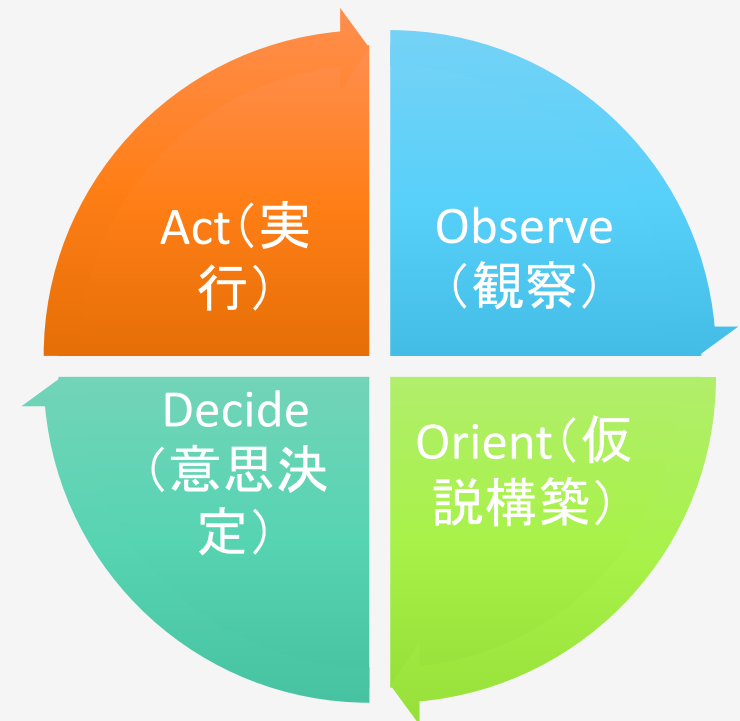 Observe
（観察）
Orient（仮
説構築）
Decide
（意思決
定）
Act（実
行）